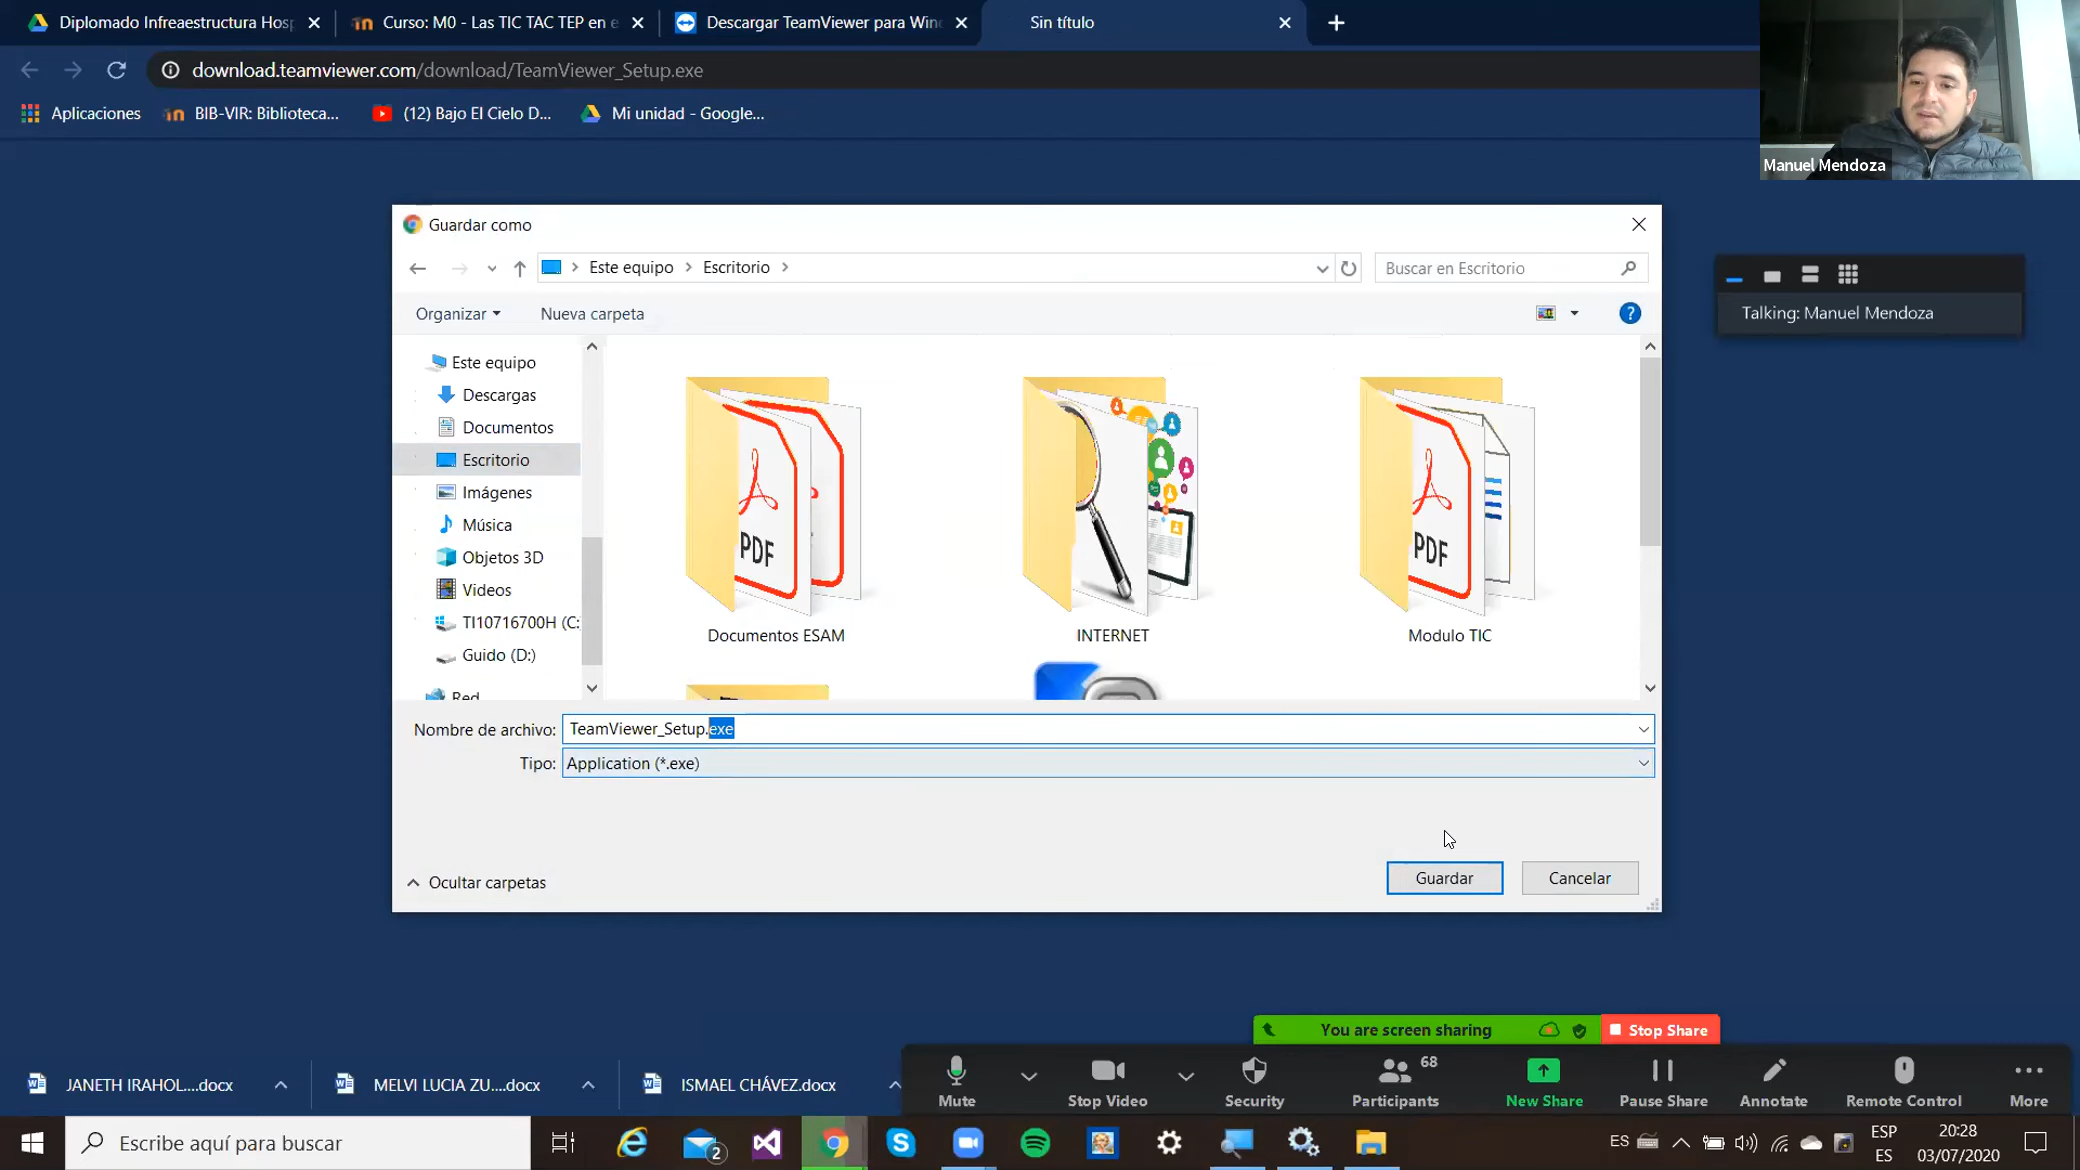 Diplomado Infreaestructura Hosp
Curso: M0 - Las TIC TAC TEP en e
Descargar TeamViewer para Win
Sin título
download.teamviewer.com/download/TeamViewer_Setup.exe
Aplicaciones
BIB-VIR: Biblioteca...
(12) Bajo El Cielo D...
Mi unidad - Google...
Manuel Mendoza
Guardar como
Este equipo
Escritorio
Buscar en Escritorio
Talking: Manuel Mendoza
Organizar
Nueva carpeta
Este equipo
Descargas
Documentos
Escritorio
Imágenes
Música
Objetos 3D
Videos
TI10716700H (C:
Guido (D:)
Red
PDF
PDF
Documentos ESAM
INTERNET
Modulo TIC
Nombre de archivo: TeamViewer_Setup.exe
Tipo: Application (*.exe)
Ocultar carpetas
Guardar
Cancelar
You are screen sharing
Stop Share
JANETH IRAHOL....docx
MELVI LUCIA ZU....docx
ISMAEL CHÁVEZ.docx
Mute
Stop Video
Security
68
Participants
New Share
Pause Share
Annotate
Remote Control
More
Escribe aquí para buscar
2
ES
ESP
ES
20:28
03/07/2020